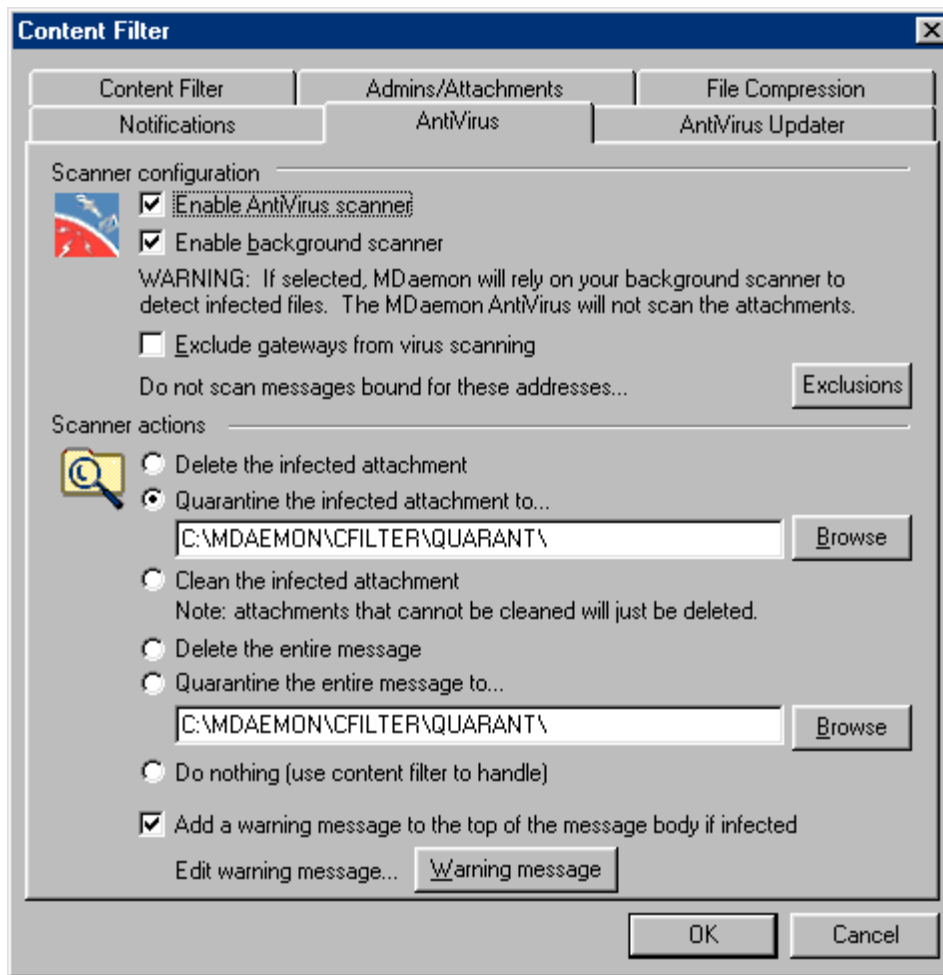 Content Filter
Content Filter
Admins/Attachments
File Compression
Notifications
AntiVirus
AntiVirus Updater
Scanner configuration
Enable AntiVirus scanner
Enable background scanner
WARNING:  If selected, MDaemon will rely on your background scanner to
detect infected files.  The MDaemon AntiVirus will not scan the attachments.
Exclude gateways from virus scanning
Do not scan messages bound for these addresses...
Exclusions
Scanner actions
Delete the infected attachment
Quarantine the infected attachment to...
C:\MDAEMON\CFILTER\QUARANT\
Browse
Clean the infected attachment
Note: attachments that cannot be cleaned will just be deleted.
Delete the entire message
Quarantine the entire message to...
C:\MDAEMON\CFILTER\QUARANT\
Browse
Do nothing (use content filter to handle)
Add a warning message to the top of the message body if infected
Edit warning message...
Warning message
OK
Cancel